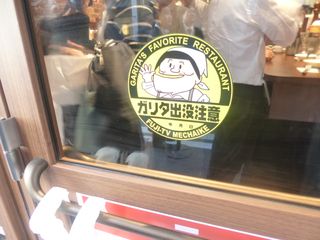 GARITA'S FAVORITE RESTAURANT
ガリタ出没注意
FUJI-TV MECHAIKE